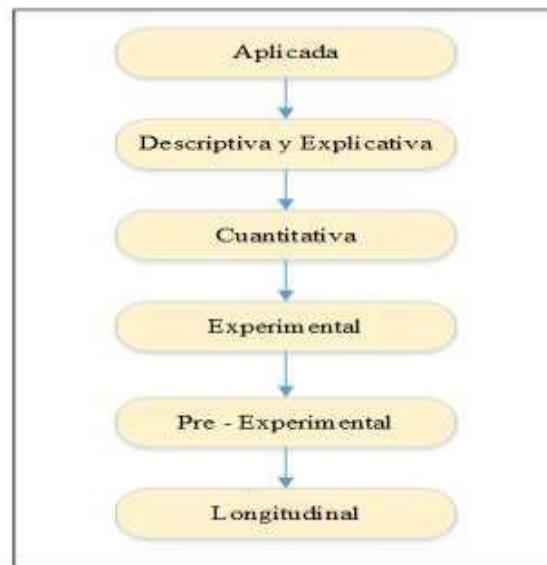 Aplicada
Descriptiva y Explicativa
Cuantitativa
Experimental
Pre - Experimental
Longitudinal